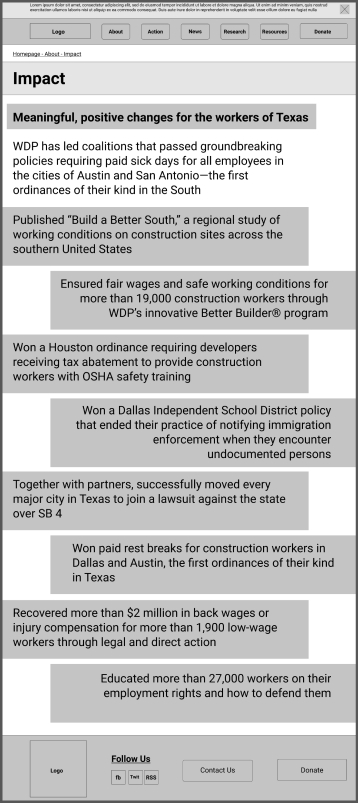 Lorem ipsum dolor sit amet, consectetur adipiscing elit, sed do eiusmod tempor incididunt ut labore et dolore magna aliqua. Ut enim ad minim veniam, quis nostrud
exercitation ullamco laboris nisi ut aliquip ex ea commodo consequat. Duis aute irure dolor in reprehenderit in voluptate velit esse cillum dolore eu fugiat nulla
Logo
About
Action
News
Research
Resources
Donate
Homepage - About - Impact
Impact
Meaningful, positive changes for the workers of Texas
WDP has led coalitions that passed groundbreaking
policies requiring paid sick days for all employees in
the cities of Austin and San Antonio—the first
ordinances of their kind in the South
Published “Build a Better South,” a regional study of
working conditions on construction sites across the
southern United States
Ensured fair wages and safe working conditions for
more than 19,000 construction workers through
WDP’s innovative Better Builder® program
Won a Houston ordinance requiring developers
receiving tax abatement to provide construction
workers with OSHA safety training
Won a Dallas Independent School District policy
that ended their practice of notifying immigration
enforcement when they encounter
undocumented persons
Together with partners, successfully moved every
major city in Texas to join a lawsuit against the state
over SB 4
Won paid rest breaks for construction workers in
Dallas and Austin, the first ordinances of their kind
in Texas
Recovered more than $2 million in back wages or
injury compensation for more than 1,900 low-wage
workers through legal and direct action
Educated more than 27,000 workers on their
employment rights and how to defend them
Logo
Follow Us
fb
Twit
RSS
Contact Us
Donate